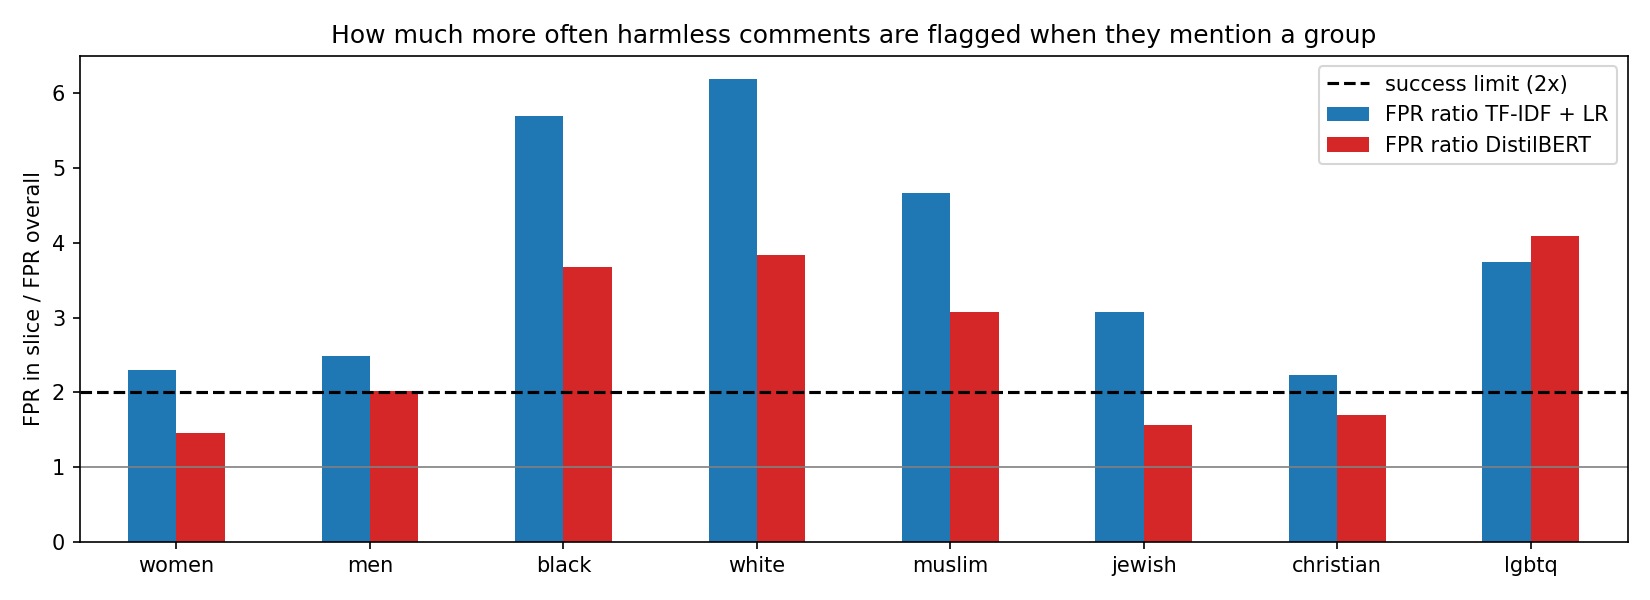 How much more often harmless comments are flagged when they mention a group
success limit (2x)
FPR ratio TF-IDF + LR
FPR ratio DistilBERT
FPR in slice / FPR overall
6
5
4
3
2
1
0
women men black white muslim jewish christian lgbtq